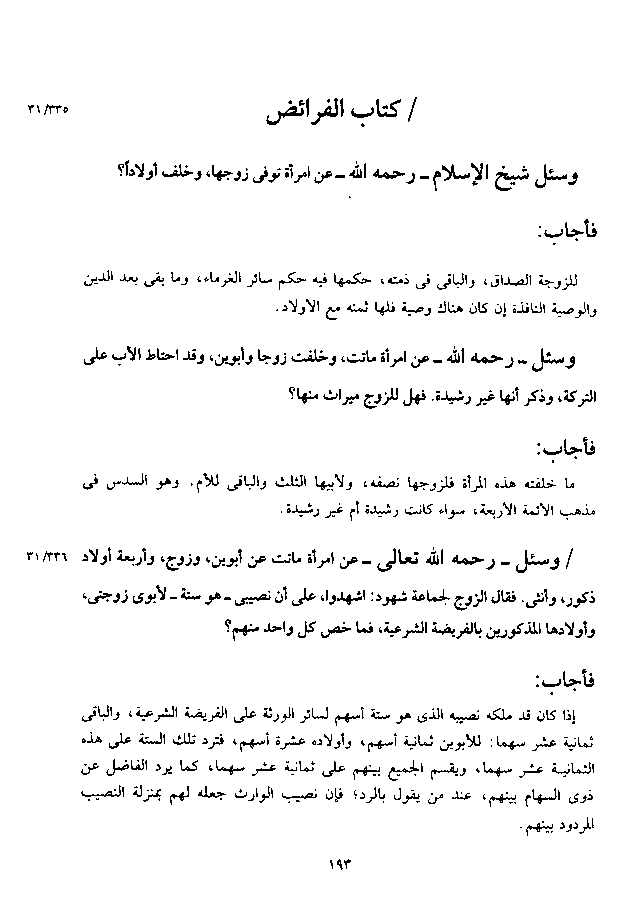 / كتاب الفرائض ٣١/٣٣٥
وسئل شيخ الإسلام ـ رحمه الله ـ عن امرأة توفى زوجها، وخلف أولاداً؟
فأجاب:
للزوجة الصداق، والباقى فى ذمته، حكمها فيه حكم سائر الغرماء، وما بقى بعد الدين
والوصية النافذة إن كان هناك وصية فلها ثمنه مع الأولاد.
وسئل ـ رحمه الله ـ عن امرأة ماتت، وخلفت زوجا وأبوين، وقد احتاط الأب على
التركة، وذكر أنها غير رشيدة. فهل للزوج ميراث منها؟
فأجاب:
ما خلفته هذه المرأة فلزوجها نصفه، ولأبيها الثلث والباقى للأم. وهو السدس فى
مذهب الأئمة الأربعة، سواء كانت رشيدة أم غير رشيدة.
/ وسئل ـ رحمه الله تعالى ـ عن امرأة ماتت عن أبوين، وزوج، وأربعة أولاد ٣١/٣٣٦
ذكور، وأنثى. فقال الزوج لجماعة شهود: اشهدوا، على أن نصيبى ـ هو ستة ـ لأبوى زوجتى،
وأولادها المذكورين بالفريضة الشرعية، فما خص كل واحد منهم؟
فأجاب:
إذا كان قد ملكه نصيبه الذى هو ستة أسهم لسائر الورثة على الفريضة الشرعية، والباقى
ثمانية عشر سهما: للأبوين ثمانية أسهم، وأولاده عشرة أسهم، فترد تلك الستة على هذه
الثمانية عشر سهما، ويقسم الجميع بينهم على ثمانية عشر سهما، كما يرد الفاضل عن
ذوى السهام بينهم، عند من يقول بالرد؛ فإن نصيب الوارث جعله لهم بمنزلة النصيب
المردود بينهم.
١٩٣